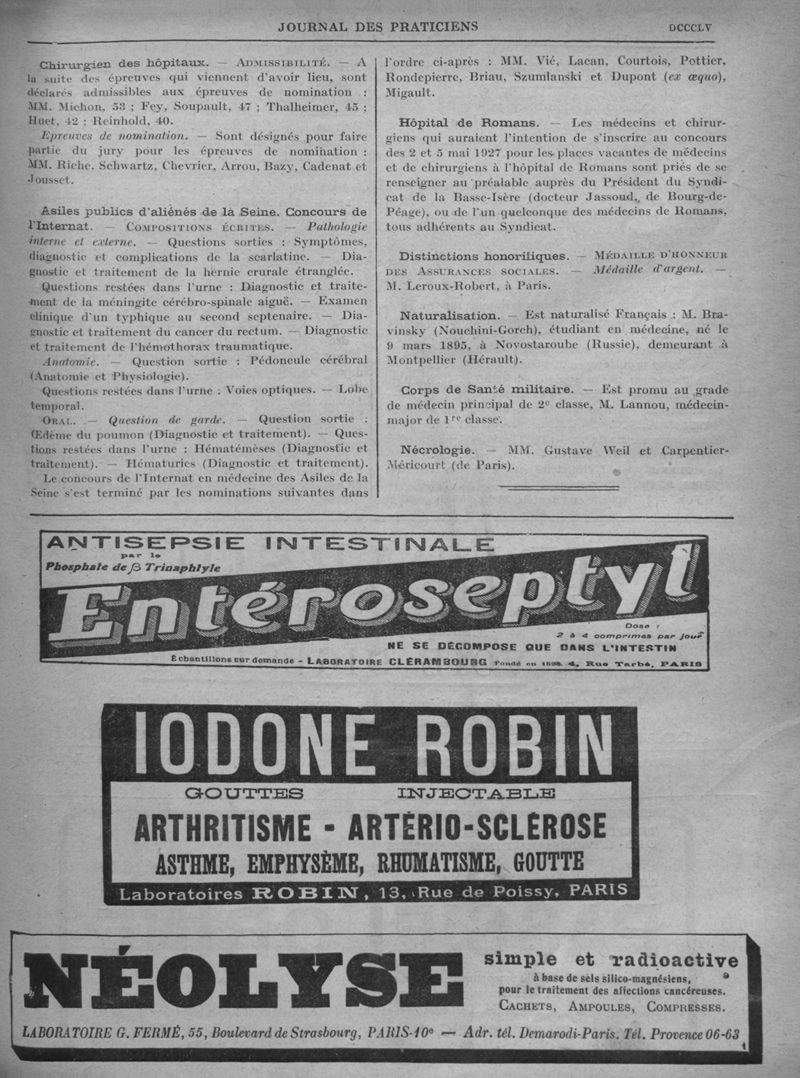 JOURNAL DES PRATICIENS
DCCCLV
Chirurgien des hôpitaux. — ADMISSIBILITÉ. — A
la suite des épreuves qui viennent d'avoir lieu, sont
déclarés admissibles aux épreuves de nomination :
MM. Michon, 53 ; Fey, Soupault, 47 ; Thalheimer, 45 ;
Huet, 42 ; Reinhold, 40.
Epreuves de nomination. — Sont désignés pour faire
partie du jury pour les épreuves de nomination :
MM. Riche, Schwartz, Chevrier, Arrou, Bazy, Cadenat et
Jousset.
Asiles publics d'aliénés de la Seine. Concours de
l'Internat. — COMPOSITIONS ÉCRITES. — Pathologie
interne et externe. — Questions sorties : Symptômes,
diagnostic et complications de la scarlatine. — Dia-
gnostic et traitement de la hernie crurale étranglée.
Questions restées dans l'urne : Diagnostic et traite-
ment de la méningite cérébro-spinale aiguë. — Examen
clinique d'un typhique au second septenaire. — Dia-
gnostic et traitement du cancer du rectum. — Diagnostic
et traitement de l'hémothorax traumatique.
Anatomie. — Question sortie : Pédoncule cérébral
(Anatomie et Physiologie).
Questions restées dans l'urne : Voies optiques. — Lobe
temporal.
ORAL. — Question de garde. — Question sortie :
Œdème du poumon (Diagnostic et traitement). — Ques-
tions restées dans l'urne : Hématémèses (Diagnostic et
traitement). — Hématuries (Diagnostic et traitement).
Le concours de l'Internat en médecine des Asiles de la
Seine s'est terminé par les nominations suivantes dans
l'ordre ci-après : MM. Vié, Lacan, Courtois, Pottier,
Rondepierre, Briau, Szumlanski et Dupont (ex æquo),
Migault.
Hôpital de Romans. — Les médecins et chirur-
giens qui auraient l'intention de s'inscrire au concours
des 2 et 5 mai 1927 pour les places vacantes de médecins
et de chirurgiens à l'hôpital de Romans sont priés de se
renseigner au préalable auprès du Président du Syndi-
cat de la Basse-Isère (docteur Jassoud, de Bourg-de-
Péage), ou de l'un quelconque des médecins de Romans,
tous adhérents au Syndicat.
Distinctions honorifiques. — MÉDAILLE D'HONNEUR
DES ASSURANCES SOCIALES. — Médaille d'argent. —
M. Leroux-Robert, à Paris.
Naturalisation. — Est naturalisé Français : M. Bra-
vinsky (Nouchini-Gorch), étudiant en médecine, né le
9 mars 1895, à Novostaroube (Russie), demeurant à
Montpellier (Hérault).
Corps de Santé militaire. — Est promu au grade
de médecin principal de 2e classe, M. Lannou, médecin-
major de 1re classe.
Nécrologie. — MM. Gustave Weil et Carpentier-
Méricourt (de Paris).
ANTISEPSIE INTESTINALE
par le
Phosphate de β Trinaphtyle
Entéroseptyl
Dose :
2 à 4 comprimés par jour
NE SE DÉCOMPOSE QUE DANS L'INTESTIN
Échantillons sur demande - LABORATOIRE CLÉRAMBOURG Fondé en 1898. 4, Rue Tarbé, PARIS
IODONE ROBIN
GOUTTES INJECTABLE
ARTHRITISME - ARTÉRIO-SCLÉROSE
ASTHME, EMPHYSÈME, RHUMATISME, GOUTTE
Laboratoires ROBIN, 13, Rue de Poissy, PARIS
NÉOLYSE
simple et radioactive
à base de sels silico-magnésiens,
pour le traitement des affections cancéreuses.
CACHETS, AMPOULES, COMPRESSES.
LABORATOIRE G. FERMÉ, 55, Boulevard de Strasbourg, PARIS-10e — Adr. tél. Demarodi-Paris. Tél. Provence 06-63